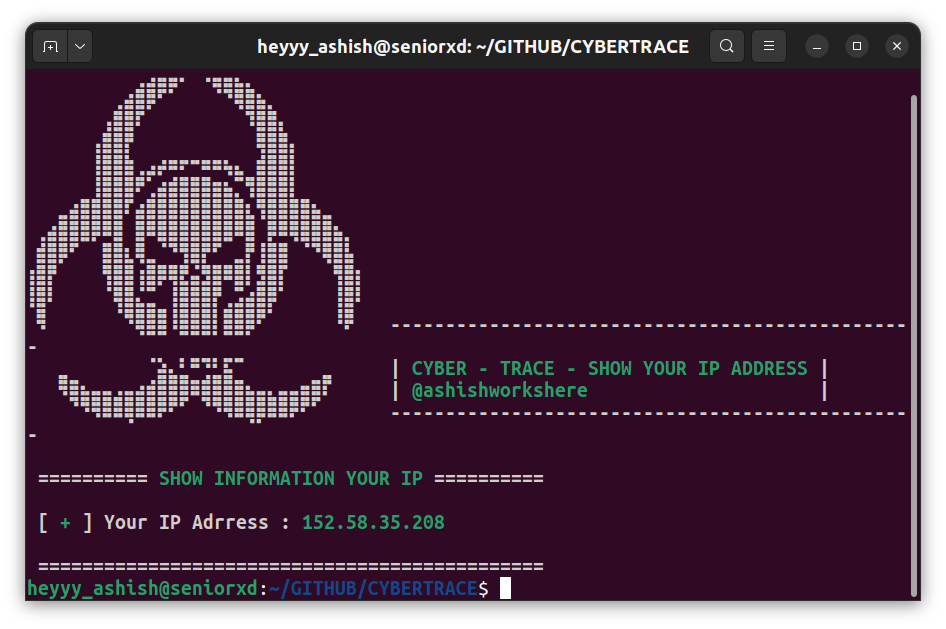 heyyy_ashish@seniorxd: ~/GITHUB/CYBERTRACE
-----------------------------------------------
-
| CYBER - TRACE - SHOW YOUR IP ADDRESS |
| @ashishworkshere |
-----------------------------------------------
-
========== SHOW INFORMATION YOUR IP ==========
[ + ] Your IP Adrress : 152.58.35.208
==============================================
heyyy_ashish@seniorxd:~/GITHUB/CYBERTRACE$